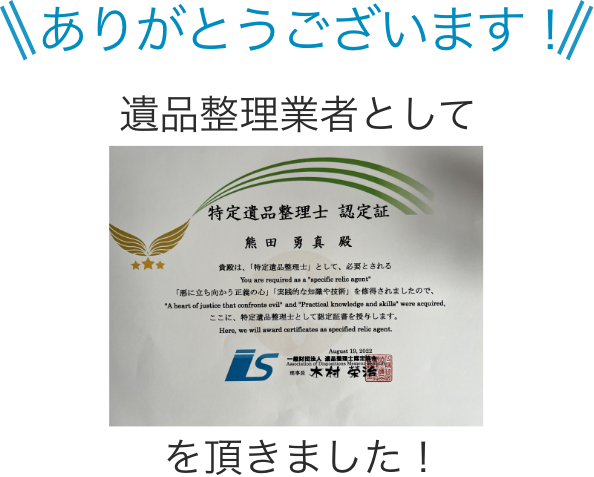 ありがとうございます！
遺品整理業者として
特定遺品整理士 認定証
熊田 勇真 殿
貴殿は、「特定遺品整理士」として、必要とされる
You are required as a "specific relic agent"
「悪に立ち向かう正義の心」「実践的な知識や技術」を修得されましたので、
"A heart of justice that confronts evil" and "Practical knowledge and skills" were acquired,
ここに、特定遺品整理士として認定証書を授与します。
Here, we will award certificates as specified relic agent.
August 19, 2022
一般財団法人 遺品整理士認定協会
Association of
理事長 木村 榮治
is
を頂きました！